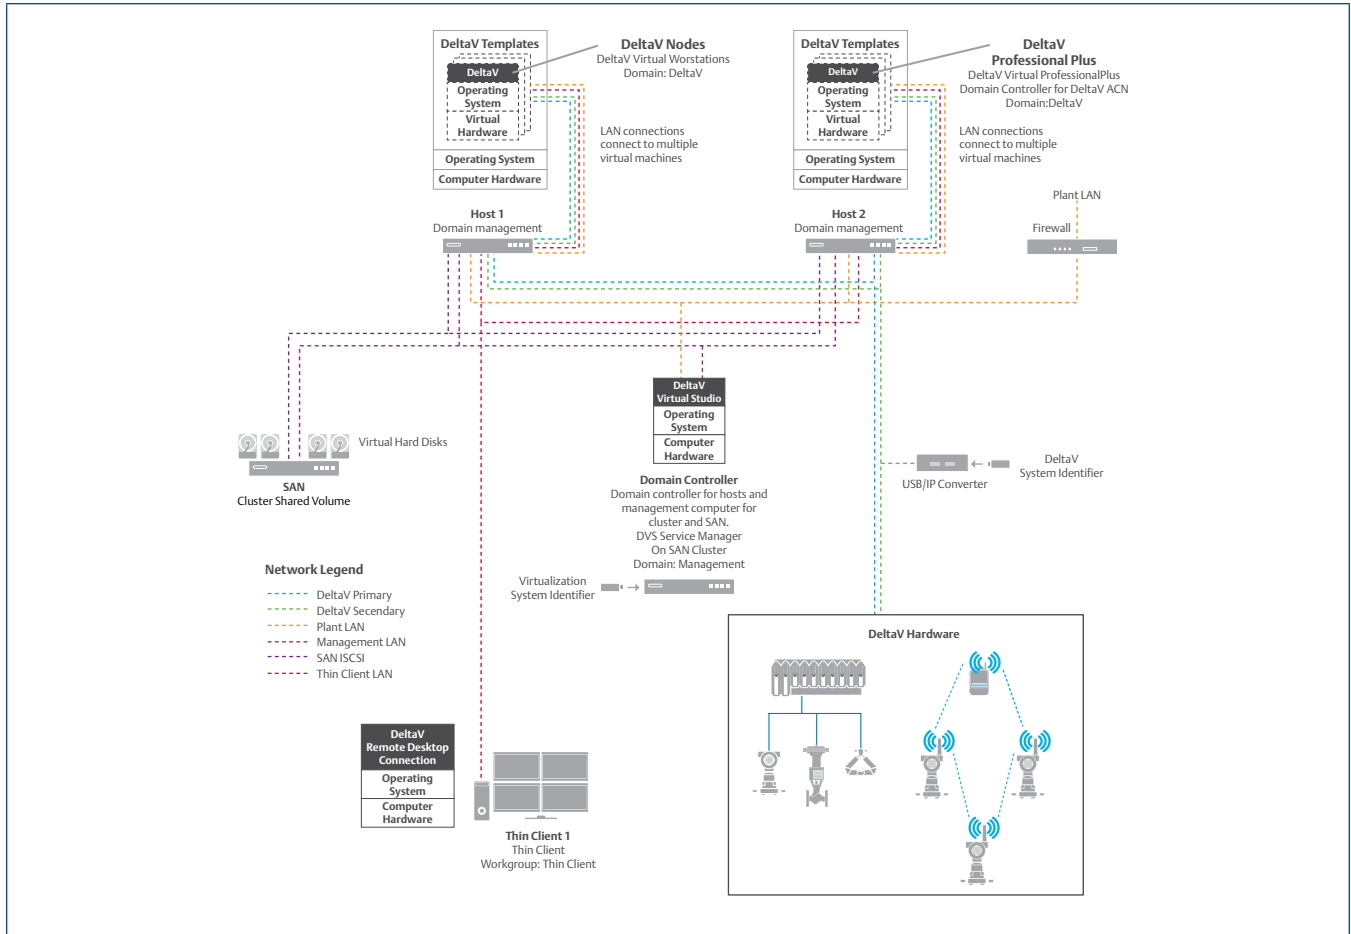 DeltaV Templates
DeltaV
Operating
System
Virtual
Hardware
Operating System
Computer Hardware
DeltaV Nodes
DeltaV Virtual Worstations
Domain: DeltaV
LAN connections
connect to multiple
virtual machines
Host 1
Domain management
DeltaV Templates
DeltaV
Operating
System
Virtual
Hardware
Operating System
Computer Hardware
DeltaV
Professional Plus
DeltaV Virtual ProfessionalPlus
Domain Controller for DeltaV ACN
Domain:DeltaV
LAN connections
connect to multiple
virtual machines
Host 2
Domain management
Plant LAN
Firewall
DeltaV
Virtual Studio
Operating
System
Computer
Hardware
Domain Controller
Domain controller for hosts and
management computer for
cluster and SAN.
DVS Service Manager
On SAN Cluster
Domain: Management
Virtualization
System Identifier
Virtual Hard Disks
SAN
Cluster Shared Volume
USB/IP Converter
DeltaV
System Identifier
Network Legend
DeltaV Primary
DeltaV Secendary
Plant LAN
Management LAN
SAN ISCSI
Thin Client LAN
DeltaV
Remote Desktop
Connection
Operating
System
Computer
Hardware
Thin Client 1
Thin Client
Workgroup: Thin Client
DeltaV Hardware